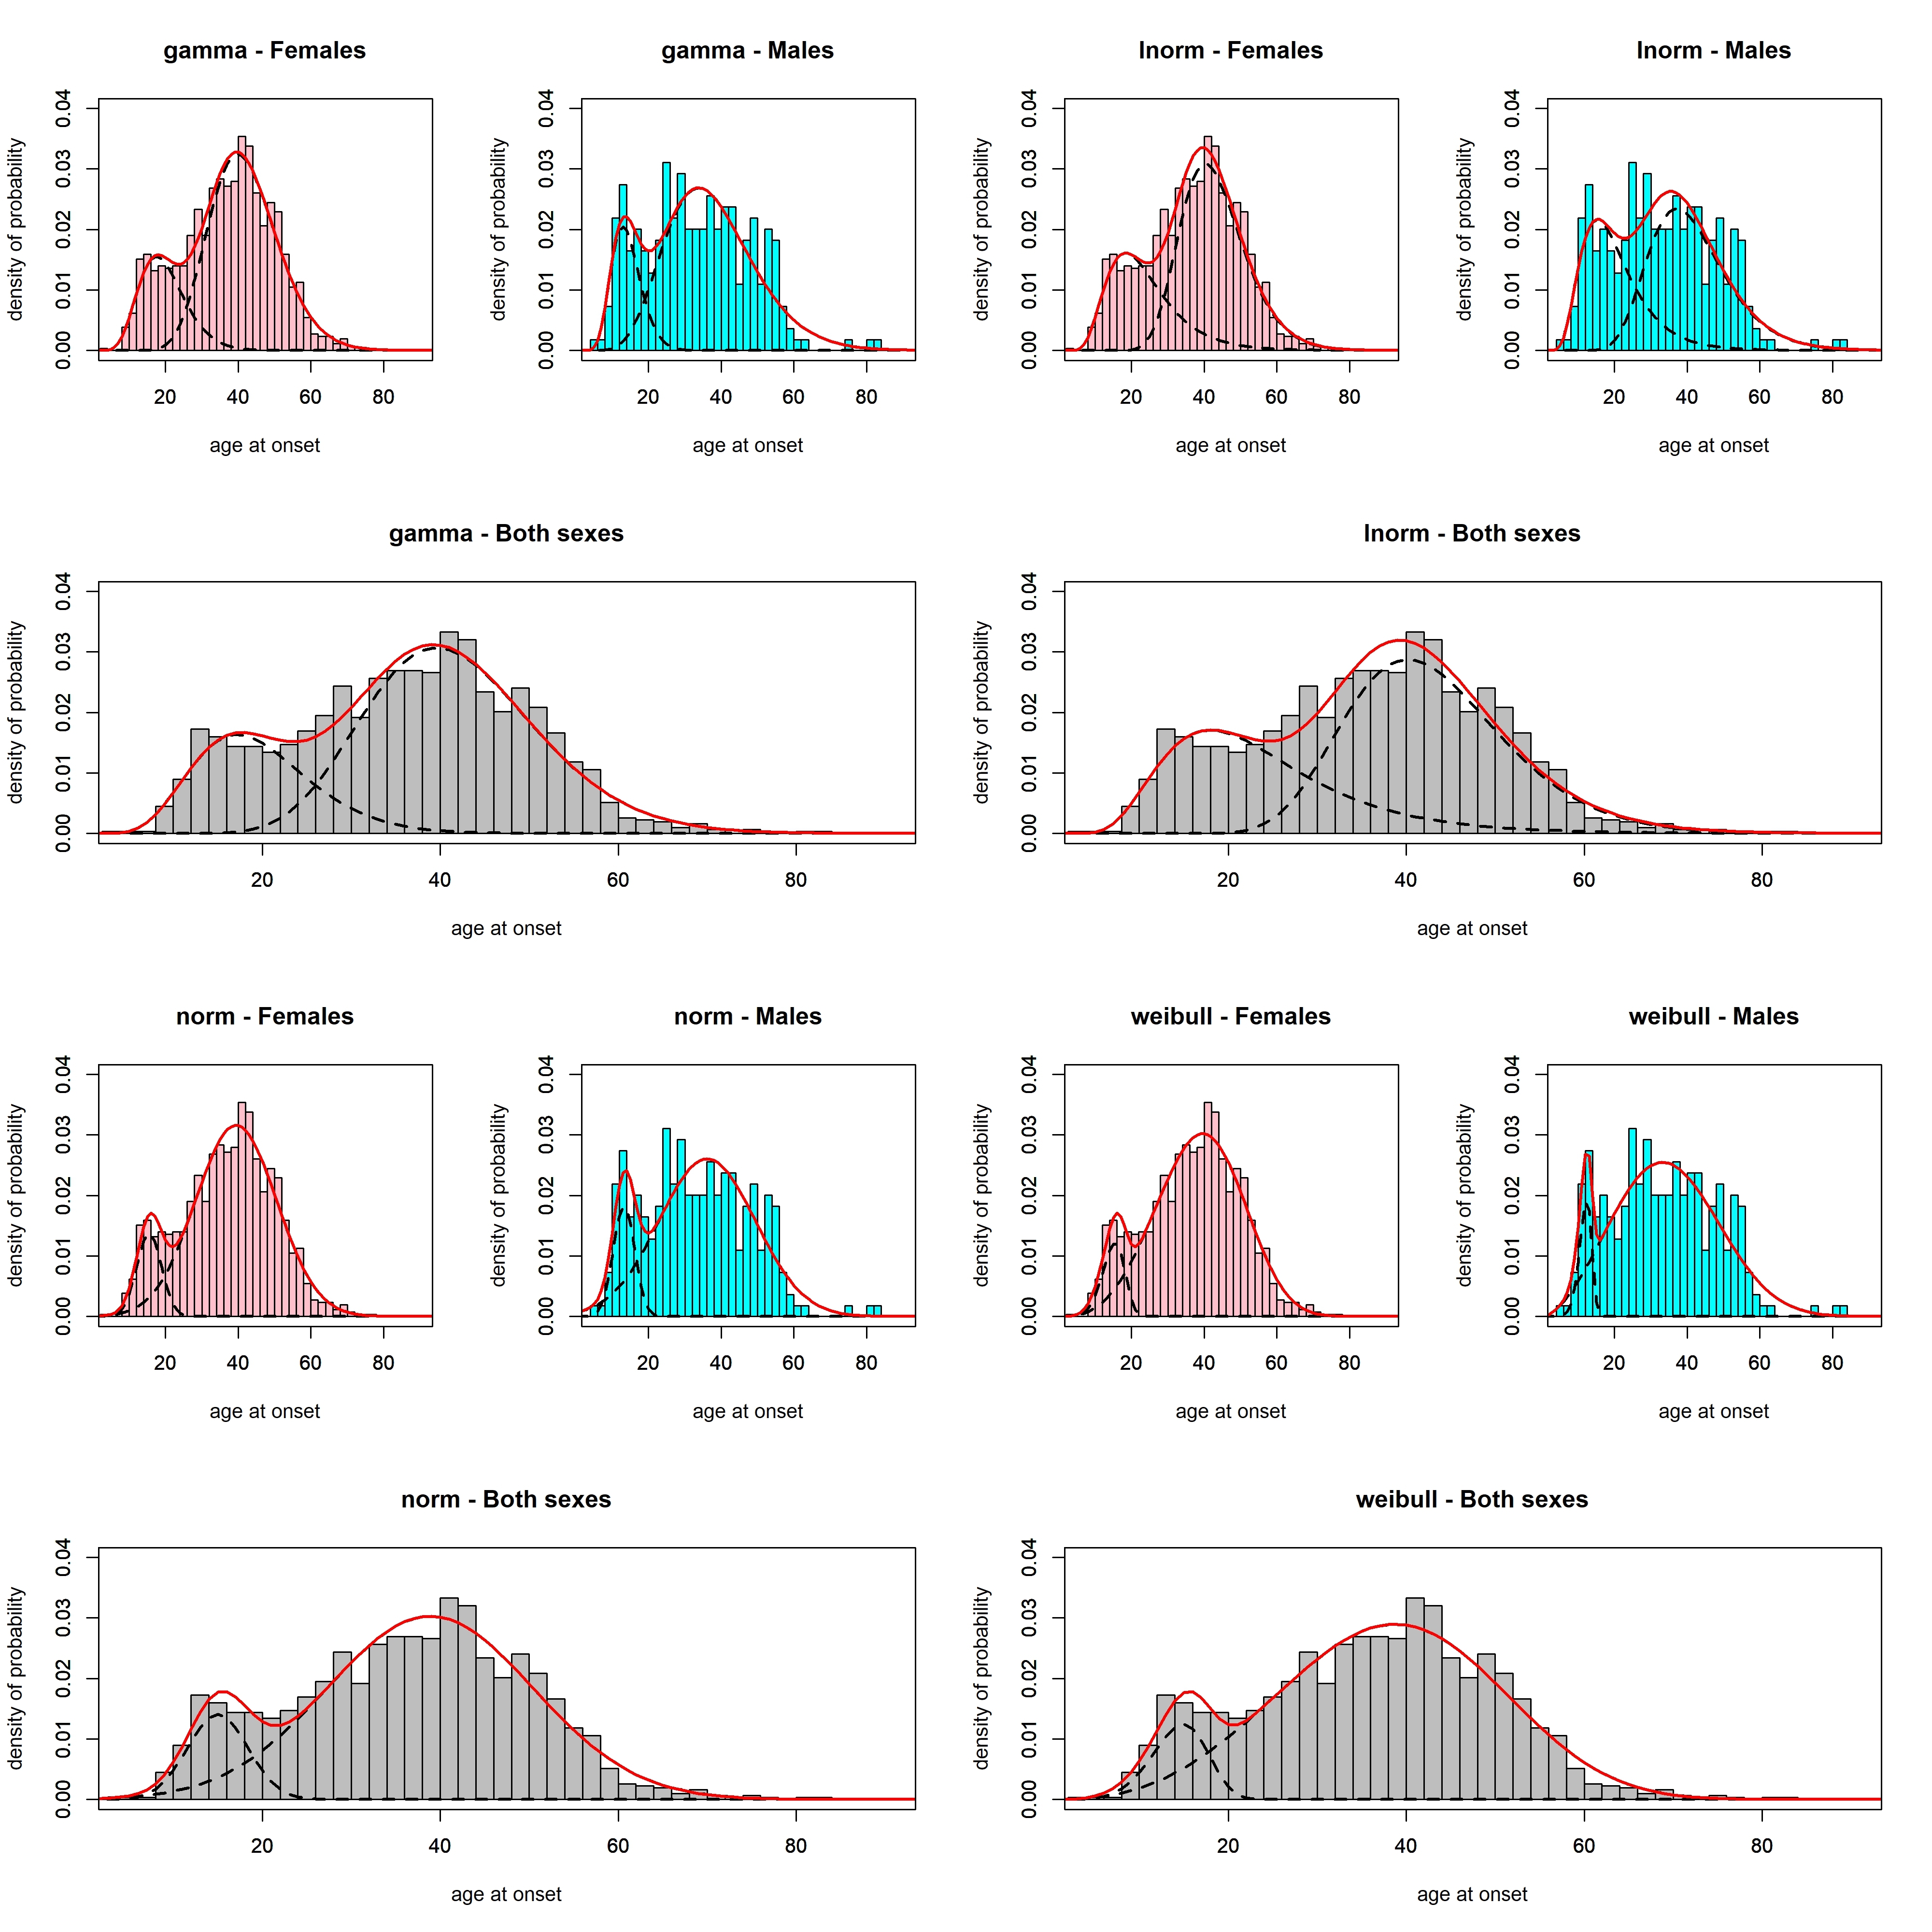 gamma - Females
gamma - Males
lnorm - Females
lnorm - Males
density of probability
0.00 0.01 0.02 0.03 0.04
20 40 60 80
age at onset
density of probability
0.00 0.01 0.02 0.03 0.04
20 40 60 80
age at onset
density of probability
0.00 0.01 0.02 0.03 0.04
20 40 60 80
age at onset
density of probability
0.00 0.01 0.02 0.03 0.04
20 40 60 80
age at onset
gamma - Both sexes
lnorm - Both sexes
density of probability
0.00 0.01 0.02 0.03 0.04
20 40 60 80
age at onset
density of probability
0.00 0.01 0.02 0.03 0.04
20 40 60 80
age at onset
norm - Females
norm - Males
weibull - Females
weibull - Males
density of probability
0.00 0.01 0.02 0.03 0.04
20 40 60 80
age at onset
density of probability
0.00 0.01 0.02 0.03 0.04
20 40 60 80
age at onset
density of probability
0.00 0.01 0.02 0.03 0.04
20 40 60 80
age at onset
density of probability
0.00 0.01 0.02 0.03 0.04
20 40 60 80
age at onset
norm - Both sexes
weibull - Both sexes
density of probability
0.00 0.01 0.02 0.03 0.04
20 40 60 80
age at onset
density of probability
0.00 0.01 0.02 0.03 0.04
20 40 60 80
age at onset